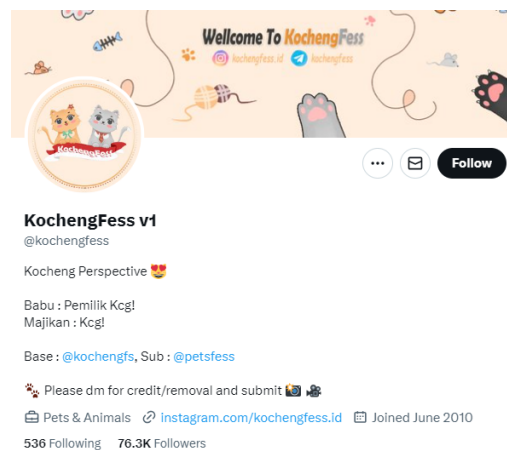 Wellcome To KochengFess
kochengfess.id kochengfess
KochengFess
Follow
KochengFess v1
@kochengfess
Kocheng Perspective 😻
Babu : Pemilik Kcg!
Majikan : Kcg!
Base : @kochengfs, Sub : @petsfess
🐾 Please dm for credit/removal and submit 📸 🎥
Pets & Animals instagram.com/kochengfess.id Joined June 2010
536 Following 76.3K Followers